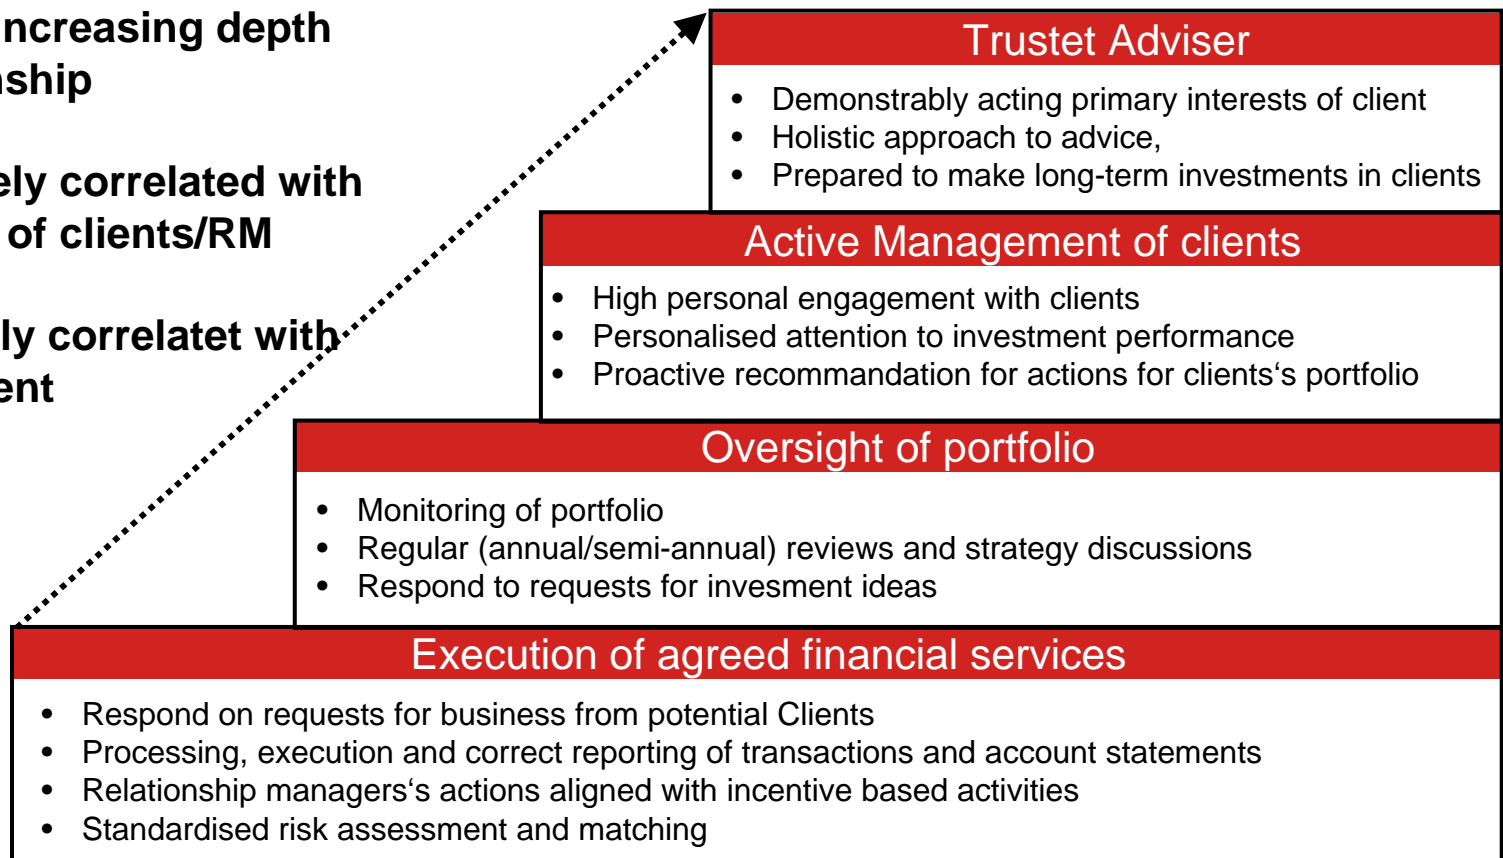 increasing depth
nship
ely correlated with
of clients/RM
ly correlatet with
ent
Trustet Adviser
• Demonstrably acting primary interests of client
• Holistic approach to advice,
• Prepared to make long-term investments in clients
Active Management of clients
• High personal engagement with clients
• Personalised attention to investment performance
• Proactive recommandation for actions for clients‘s portfolio
Oversight of portfolio
• Monitoring of portfolio
• Regular (annual/semi-annual) reviews and strategy discussions
• Respond to requests for invesment ideas
Execution of agreed financial services
• Respond on requests for business from potential Clients
• Processing, execution and correct reporting of transactions and account statements
• Relationship managers‘s actions aligned with incentive based activities
• Standardised risk assessment and matching